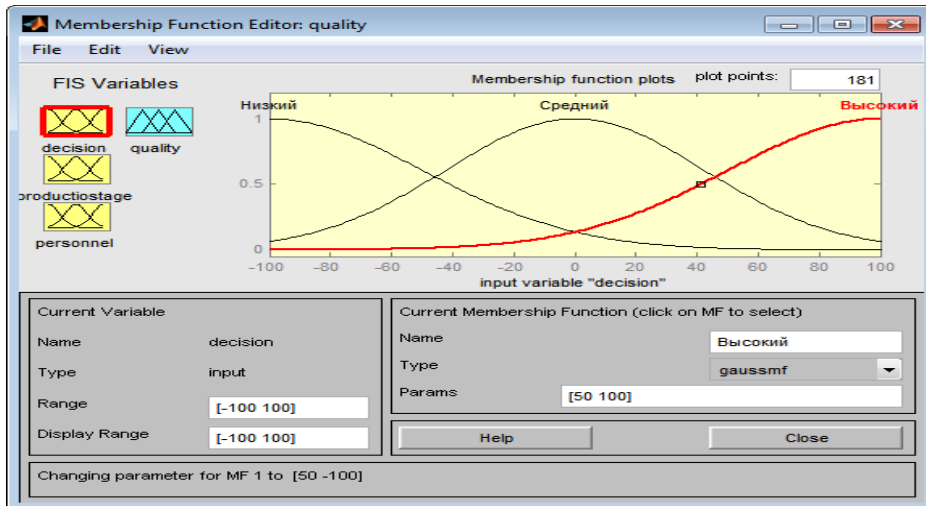 Membership Function Editor: quality
File Edit View
FIS Variables
Membership function plots plot points: 181
decision quality
productiostage
personnel
Низкий Средний Высокий
1
0.5
0
-100 -80 -60 -40 -20 0 20 40 60 80 100
input variable "decision"
Current Variable
Name decision
Type input
Range [-100 100]
Display Range [-100 100]
Current Membership Function (click on MF to select)
Name Высокий
Type gaussmf
Params [50 100]
Help Close
Changing parameter for MF 1 to [50 -100]